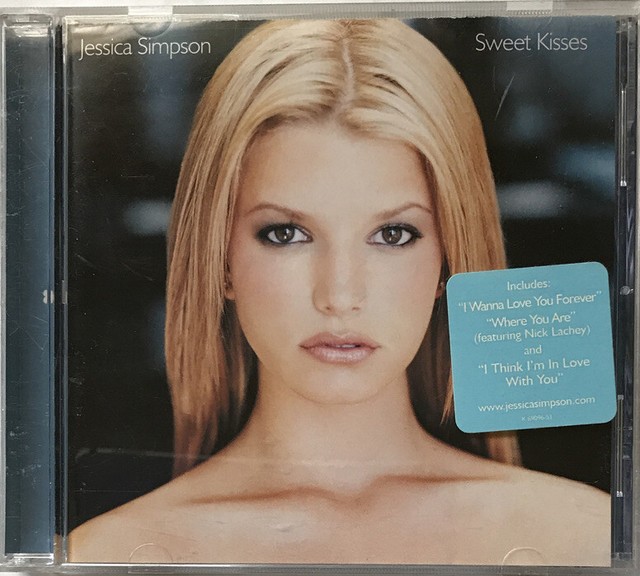 Jessica Simpson
Sweet Kisses
Includes:
"I Wanna Love You Forever"
"Where You Are"
(featuring Nick Lachey)
and
"I Think I'm In Love
With You"
www.jessicasimpson.com